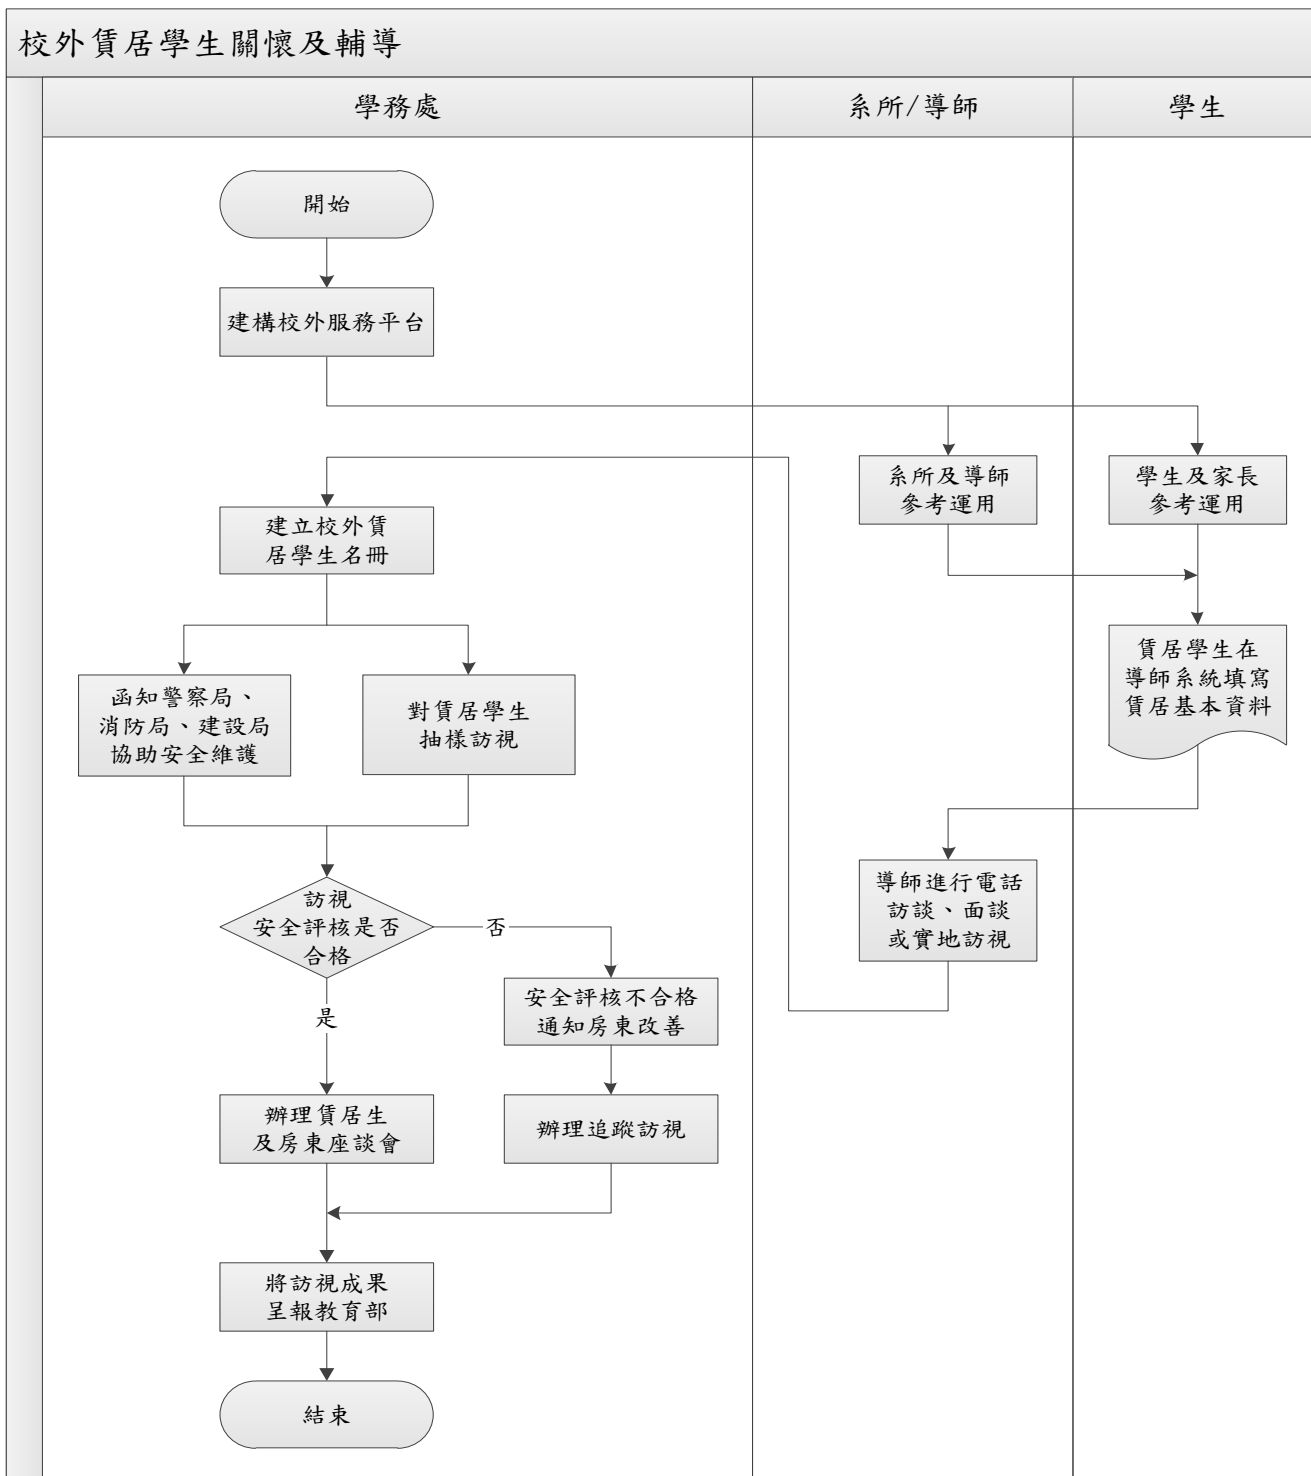 校外賃居學生關懷及輔導
學務處
系所/導師
學生
開始
建構校外服務平台
系所及導師
參考運用
學生及家長
參考運用
建立校外賃
居學生名冊
賃居學生在
導師系統填寫
賃居基本資料
函知警察局、
消防局、建設局
協助安全維護
對賃居學生
抽樣訪視
導師進行電話
訪談、面談
或實地訪視
訪視
安全評核是否
合格
否
是
安全評核不合格
通知房東改善
辦理賃居生
及房東座談會
辦理追蹤訪視
將訪視成果
呈報教育部
結束